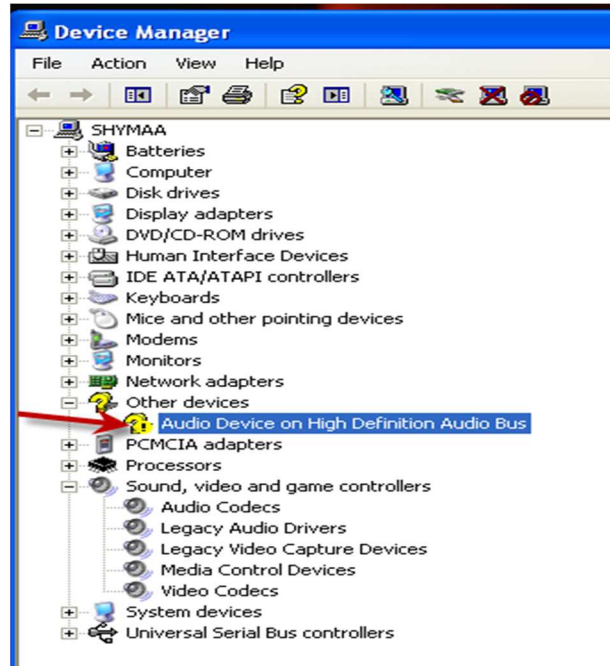 Device Manager
File Action View Help
SHYMAA
Batteries
Computer
Disk drives
Display adapters
DVD/CD-ROM drives
Human Interface Devices
IDE ATA/ATAPI controllers
Keyboards
Mice and other pointing devices
Modems
Monitors
Network adapters
Other devices
Audio Device on High Definition Audio Bus
PCMCIA adapters
Processors
Sound, video and game controllers
Audio Codecs
Legacy Audio Drivers
Legacy Video Capture Devices
Media Control Devices
Video Codecs
System devices
Universal Serial Bus controllers